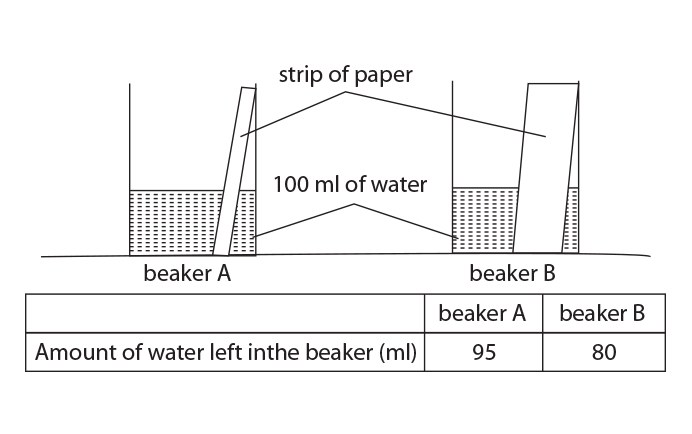 strip of paper
100 ml of water
beaker A
beaker B
beaker A
beaker B
Amount of water left inthe beaker (ml)
95
80